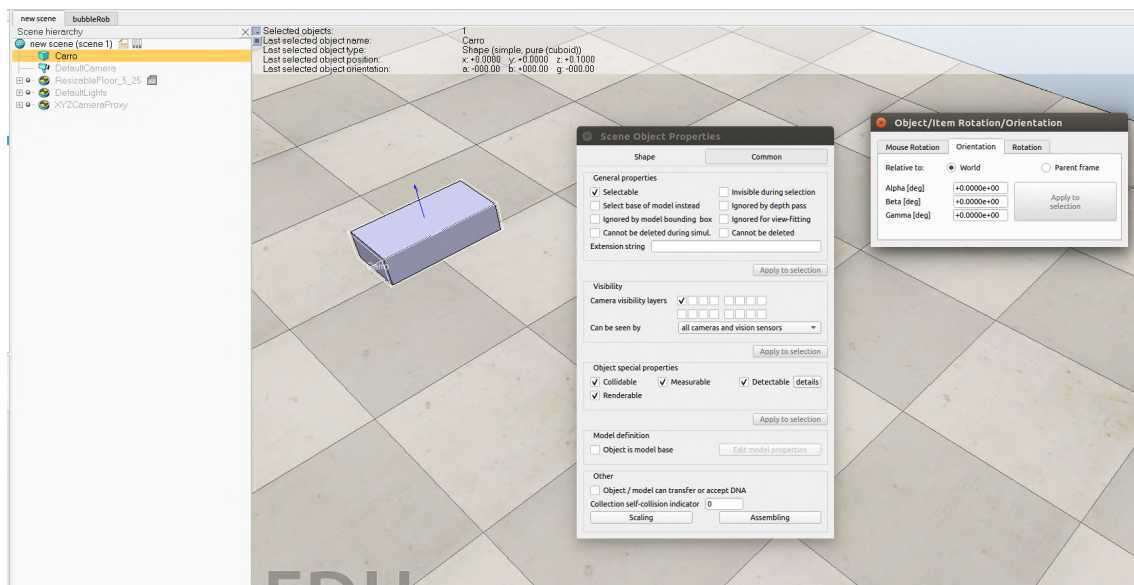 new scene bubbleRob
Scene hierarchy
new scene (scene 1)
Carro
DefaultCamera
ResizableFloor_5_25
DefaultLights
XYZCameraProxy
Selected objects: 1
Last selected object name: Carro
Last selected object type: Shape (simple, pure (cuboid))
Last selected object position: x: +0.0000 y: +0.0000 z: +0.1000
Last selected object orientation: a: -000.00 b: +000.00 g: -000.00
Carro
Scene Object Properties
Shape Common
General properties
Selectable Invisible during selection
Select base of model instead Ignored by depth pass
Ignored by model bounding box Ignored for view-fitting
Cannot be deleted during simul. Cannot be deleted
Extension string
Apply to selection
Visibility
Camera visibility layers
Can be seen by all cameras and vision sensors
Apply to selection
Object special properties
Collidable Measurable Detectable details
Renderable
Apply to selection
Model definition
Object is model base Edit model properties
Other
Object / model can transfer or accept DNA
Collection self-collision indicator 0
Scaling Assembling
Object/Item Rotation/Orientation
Mouse Rotation Orientation Rotation
Relative to: World Parent frame
Alpha [deg] +0.0000e+00
Beta [deg] +0.0000e+00
Gamma [deg] +0.0000e+00
Apply to
selection
EDU